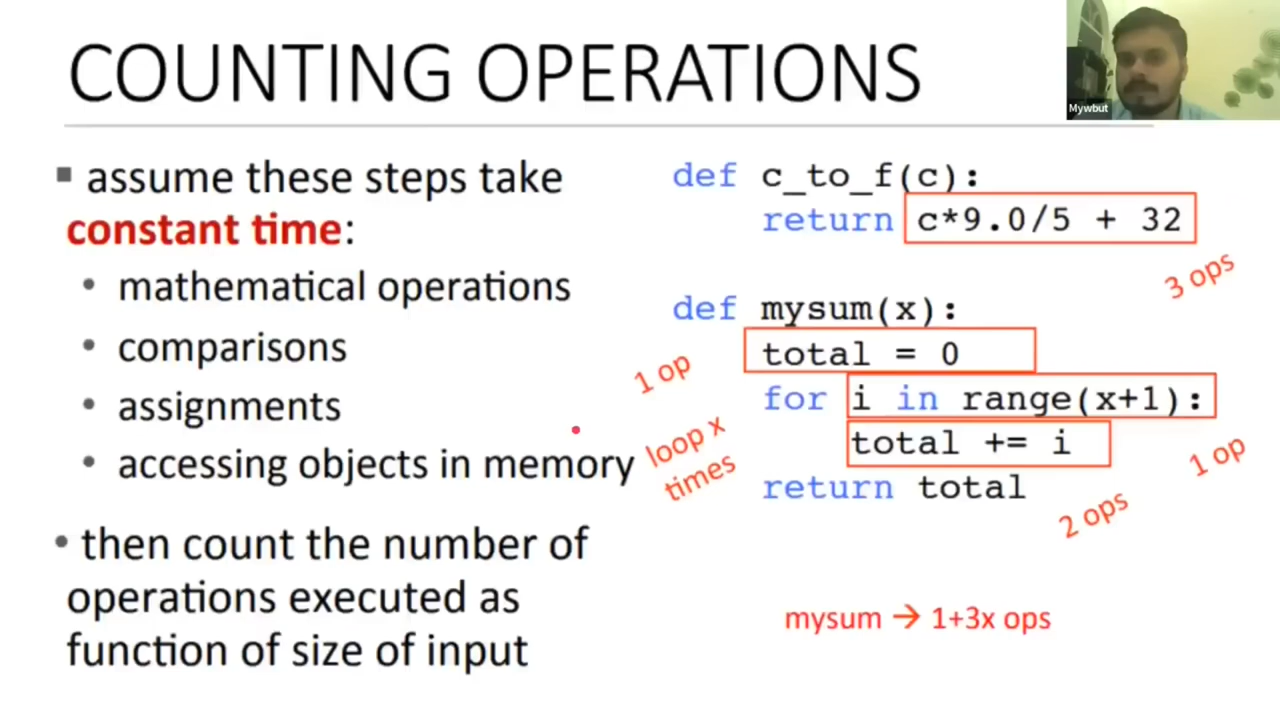 COUNTING OPERATIONS
Mywbut
▪ assume these steps take
constant time:
• mathematical operations
• comparisons
• assignments
• accessing objects in memory
• then count the number of
operations executed as
function of size of input
def c_to_f(c):
return c*9.0/5 + 32
3 ops
def mysum(x):
total = 0
1 op
for i in range(x+1):
1 op
loop x
times
total += i
2 ops
return total
mysum → 1+3x ops